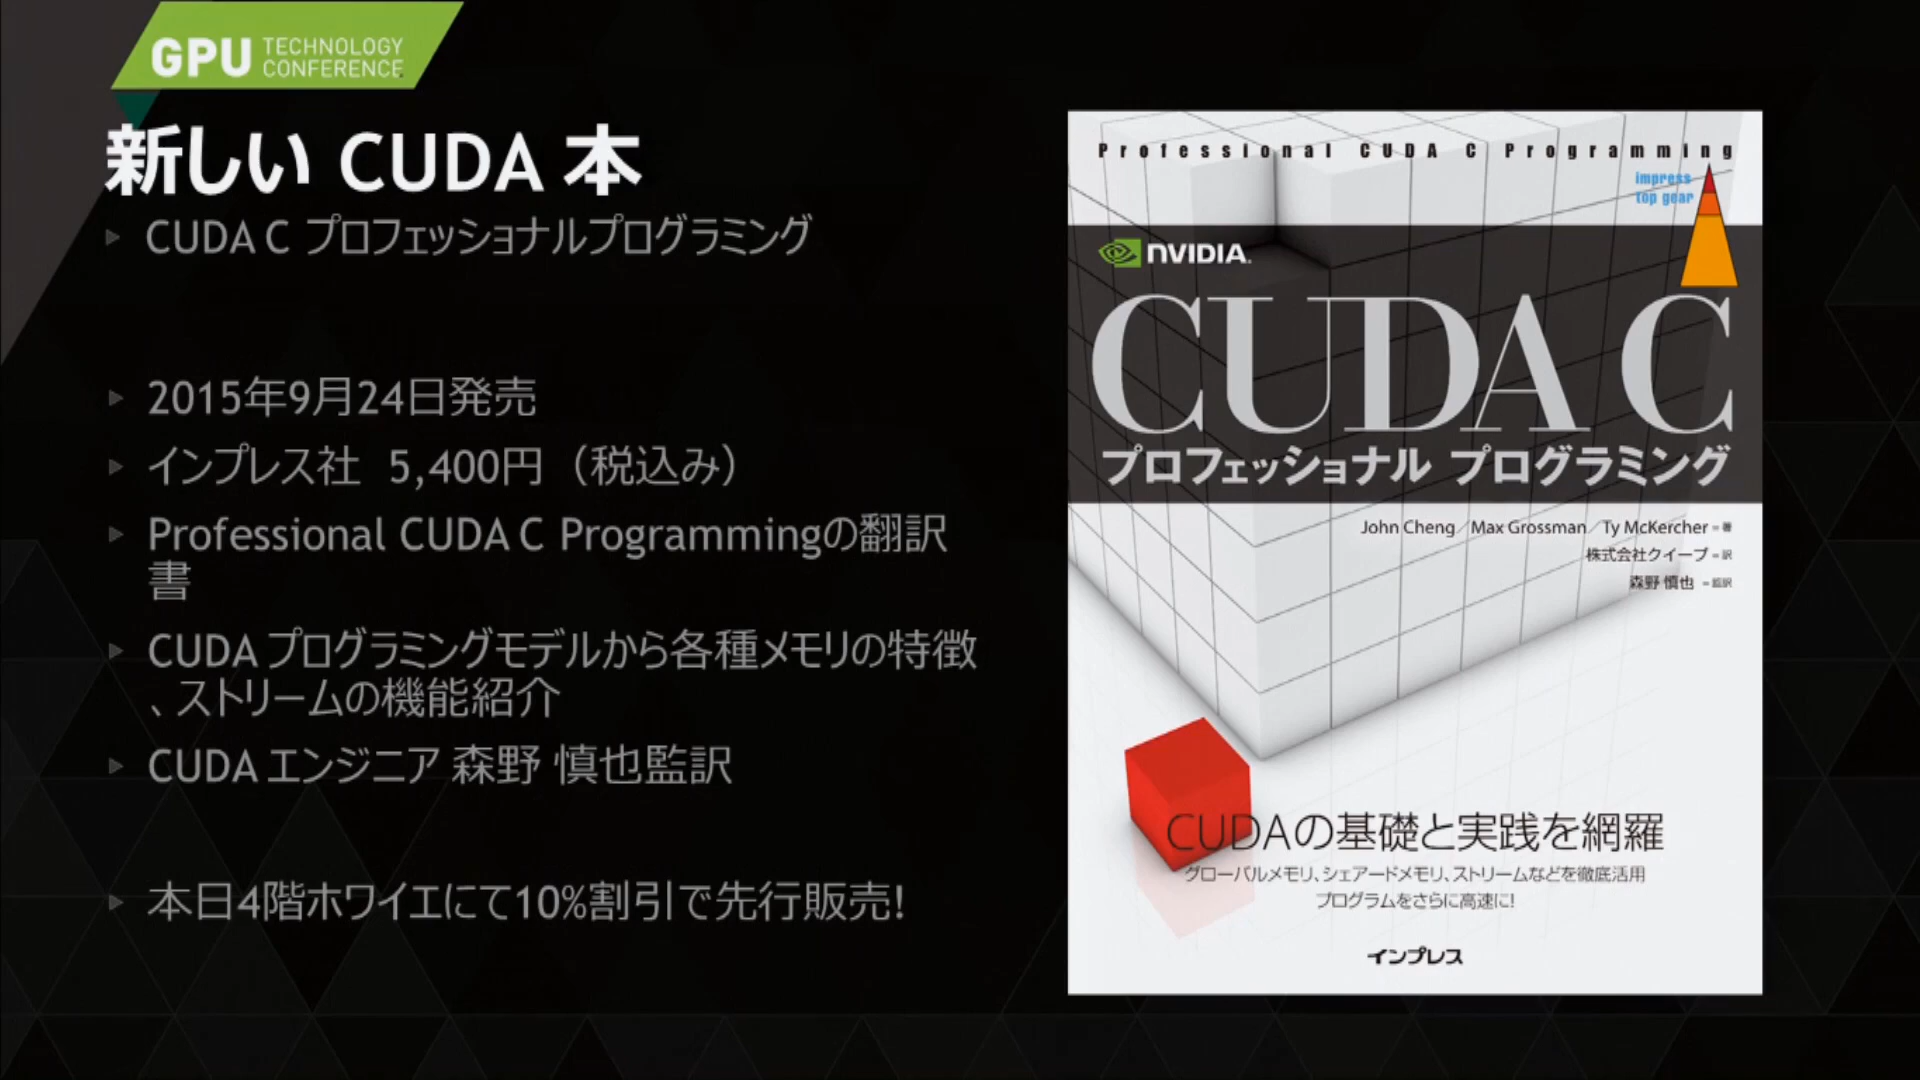 GPU TECHNOLOGY
CONFERENCE
新しい CUDA 本
CUDA C プロフェッショナルプログラミング
2015年9月24日発売
インプレス社 5,400円（税込み）
Professional CUDA C Programmingの翻訳
書
CUDA プログラミングモデルから各種メモリの特徴
、ストリームの機能紹介
CUDA エンジニア 森野 慎也監訳
本日4階ホワイエにて10%割引で先行販売!
Professional CUDA C Programming
impress
top gear
NVIDIA.
CUDA C
プロフェッショナル プログラミング
John Cheng／Max Grossman／Ty McKercher=著
株式会社クイープ=訳
森野 慎也 =監訳
CUDAの基礎と実践を網羅
グローバルメモリ、シェアードメモリ、ストリームなどを徹底活用
プログラムをさらに高速に!
インプレス